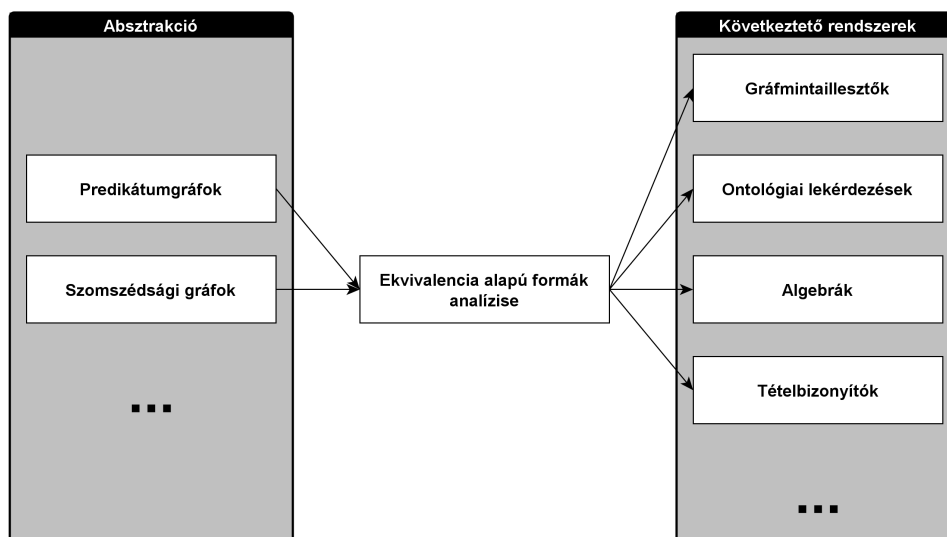 Absztrakció
Predikátumgráfok
Szomszédsági gráfok
...
Ekvivalencia alapú formák
analízise
Következtető rendszerek
Gráfmintaillesztők
Ontológiai lekérdezések
Algebrák
Tételbizonyítók
...